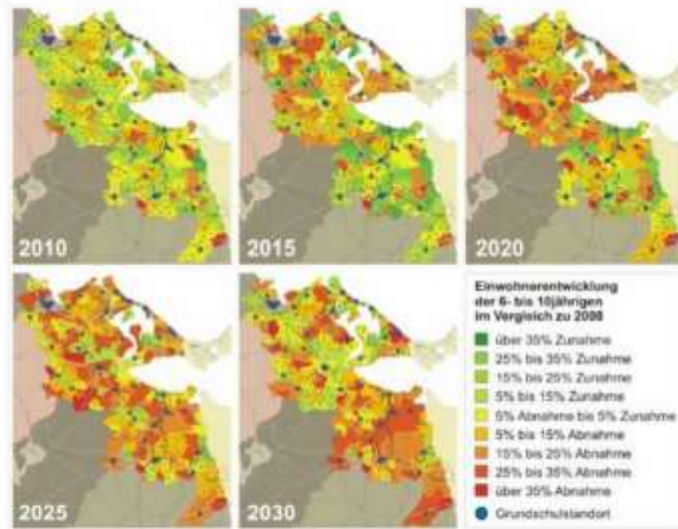 2010
2015
2020
2025
2030
Einwohnerentwicklung
der 6- bis 10jährigen
im Vergleich zu 2008
über 35% Zunahme
25% bis 35% Zunahme
15% bis 25% Zunahme
5% bis 15% Zunahme
5% Abnahme bis 5% Zunahme
5% bis 15% Abnahme
15% bis 25% Abnahme
25% bis 35% Abnahme
über 35% Abnahme
Grundschulstandort